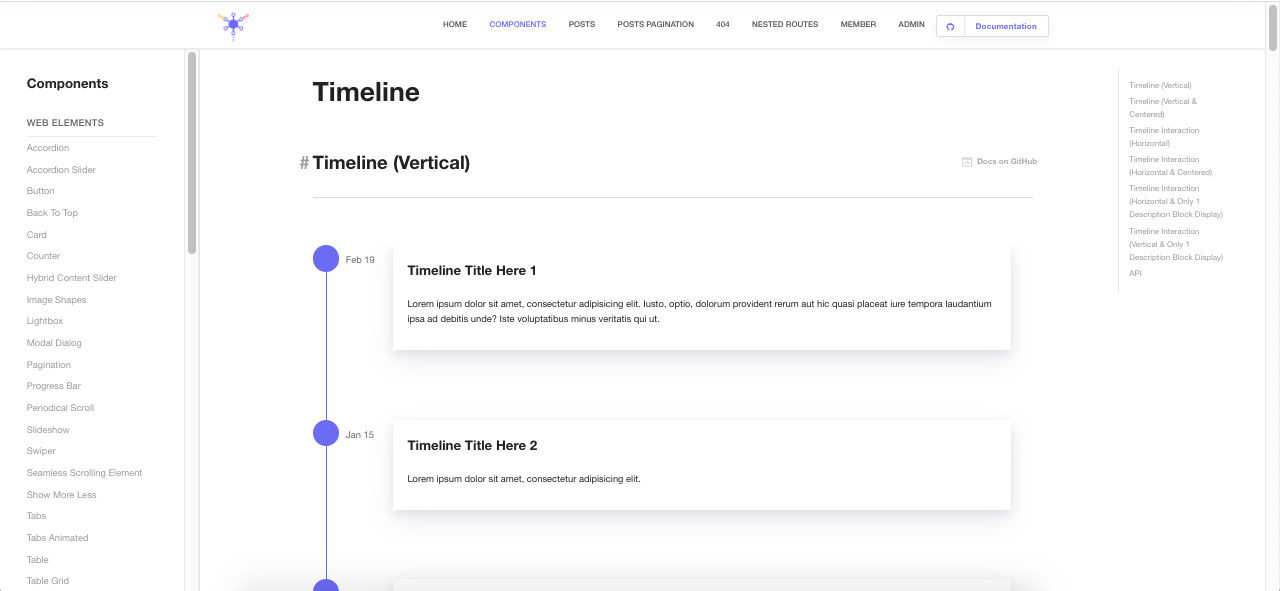 HOME COMPONENTS POSTS POSTS PAGINATION 404 NESTED ROUTES MEMBER ADMIN Documentation
Components
WEB ELEMENTS
Accordion
Accordion Slider
Button
Back To Top
Card
Counter
Hybrid Content Slider
Image Shapes
Lightbox
Modal Dialog
Pagination
Progress Bar
Periodical Scroll
Slideshow
Swiper
Seamless Scrolling Element
Show More Less
Tabs
Tabs Animated
Table
Table Grid
Timeline
# Timeline (Vertical)
Docs on GitHub
Feb 19
Timeline Title Here 1
Lorem ipsum dolor sit amet, consectetur adipisicing elit. Iusto, optio, dolorum provident rerum aut hic quasi placeat iure tempora laudantium
ipsa ad debitis unde? Iste voluptatibus minus veritatis qui ut.
Jan 15
Timeline Title Here 2
Lorem ipsum dolor sit amet, consectetur adipisicing elit.
Timeline (Vertical)
Timeline (Vertical &
Centered)
Timeline Interaction
(Horizontal)
Timeline Interaction
(Horizontal & Centered)
Timeline Interaction
(Horizontal & Only 1
Description Block Display)
Timeline Interaction
(Vertical & Only 1
Description Block Display)
API